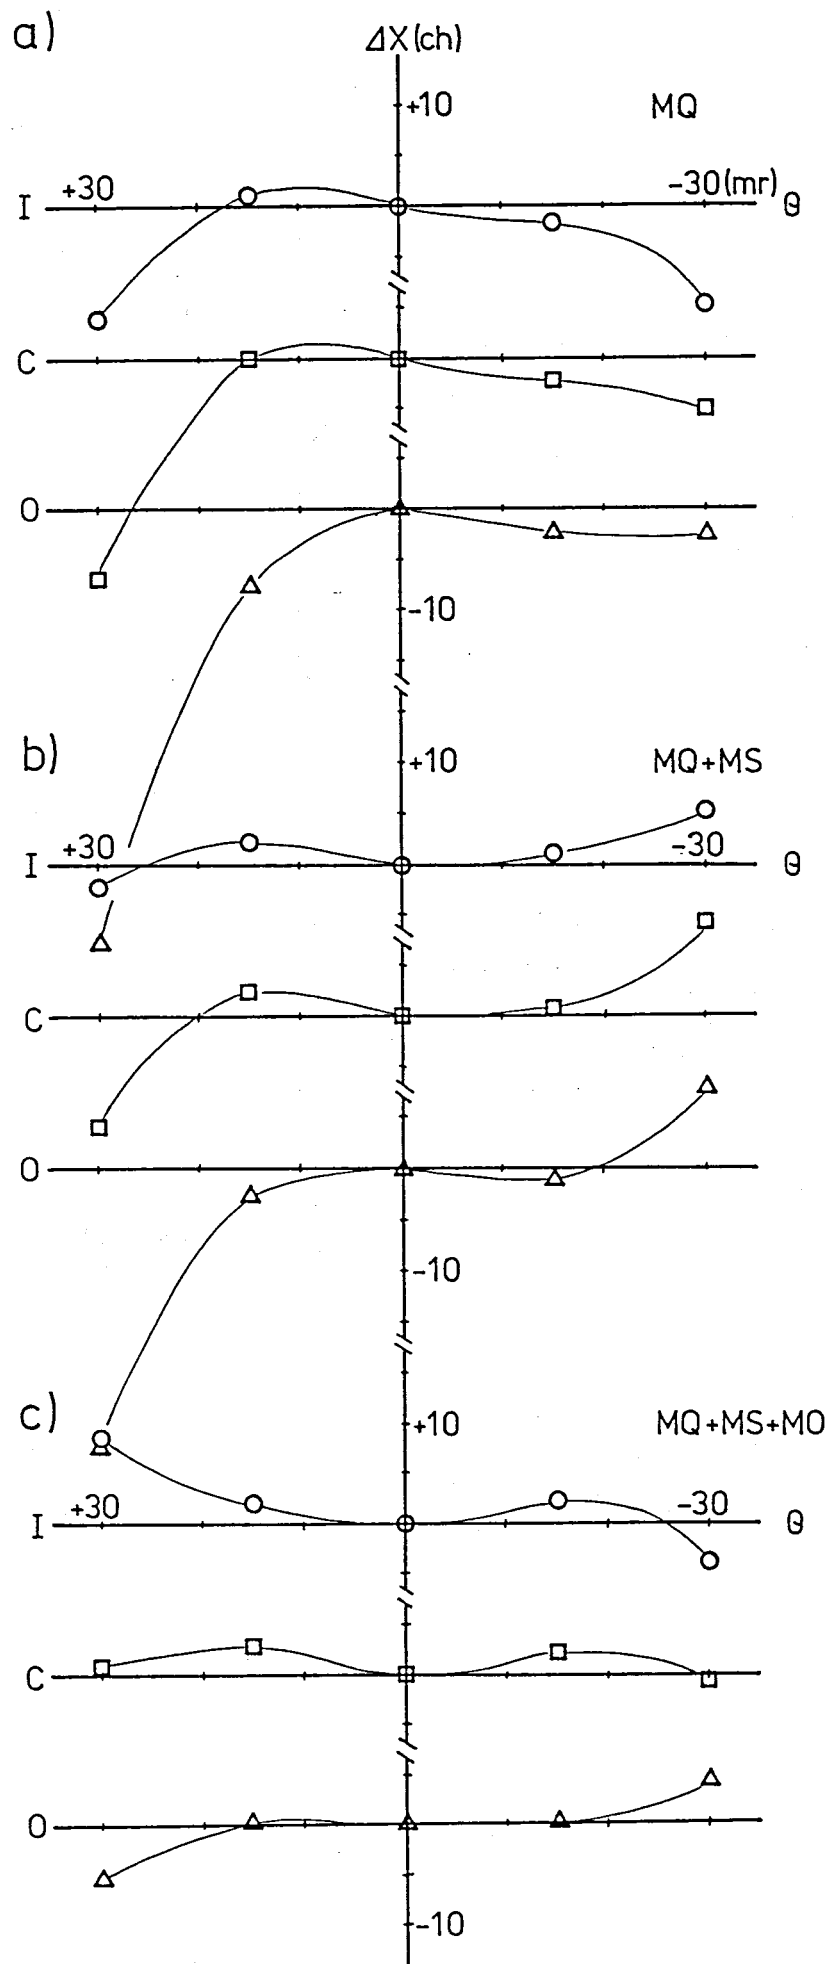 a)
ΔX(ch)
+10
MQ
+30
-30(mr)
I
θ
C
O
-10
b)
+10
MQ+MS
+30
-30
I
θ
C
O
-10
c)
+10
MQ+MS+MO
+30
-30
I
θ
C
O
-10